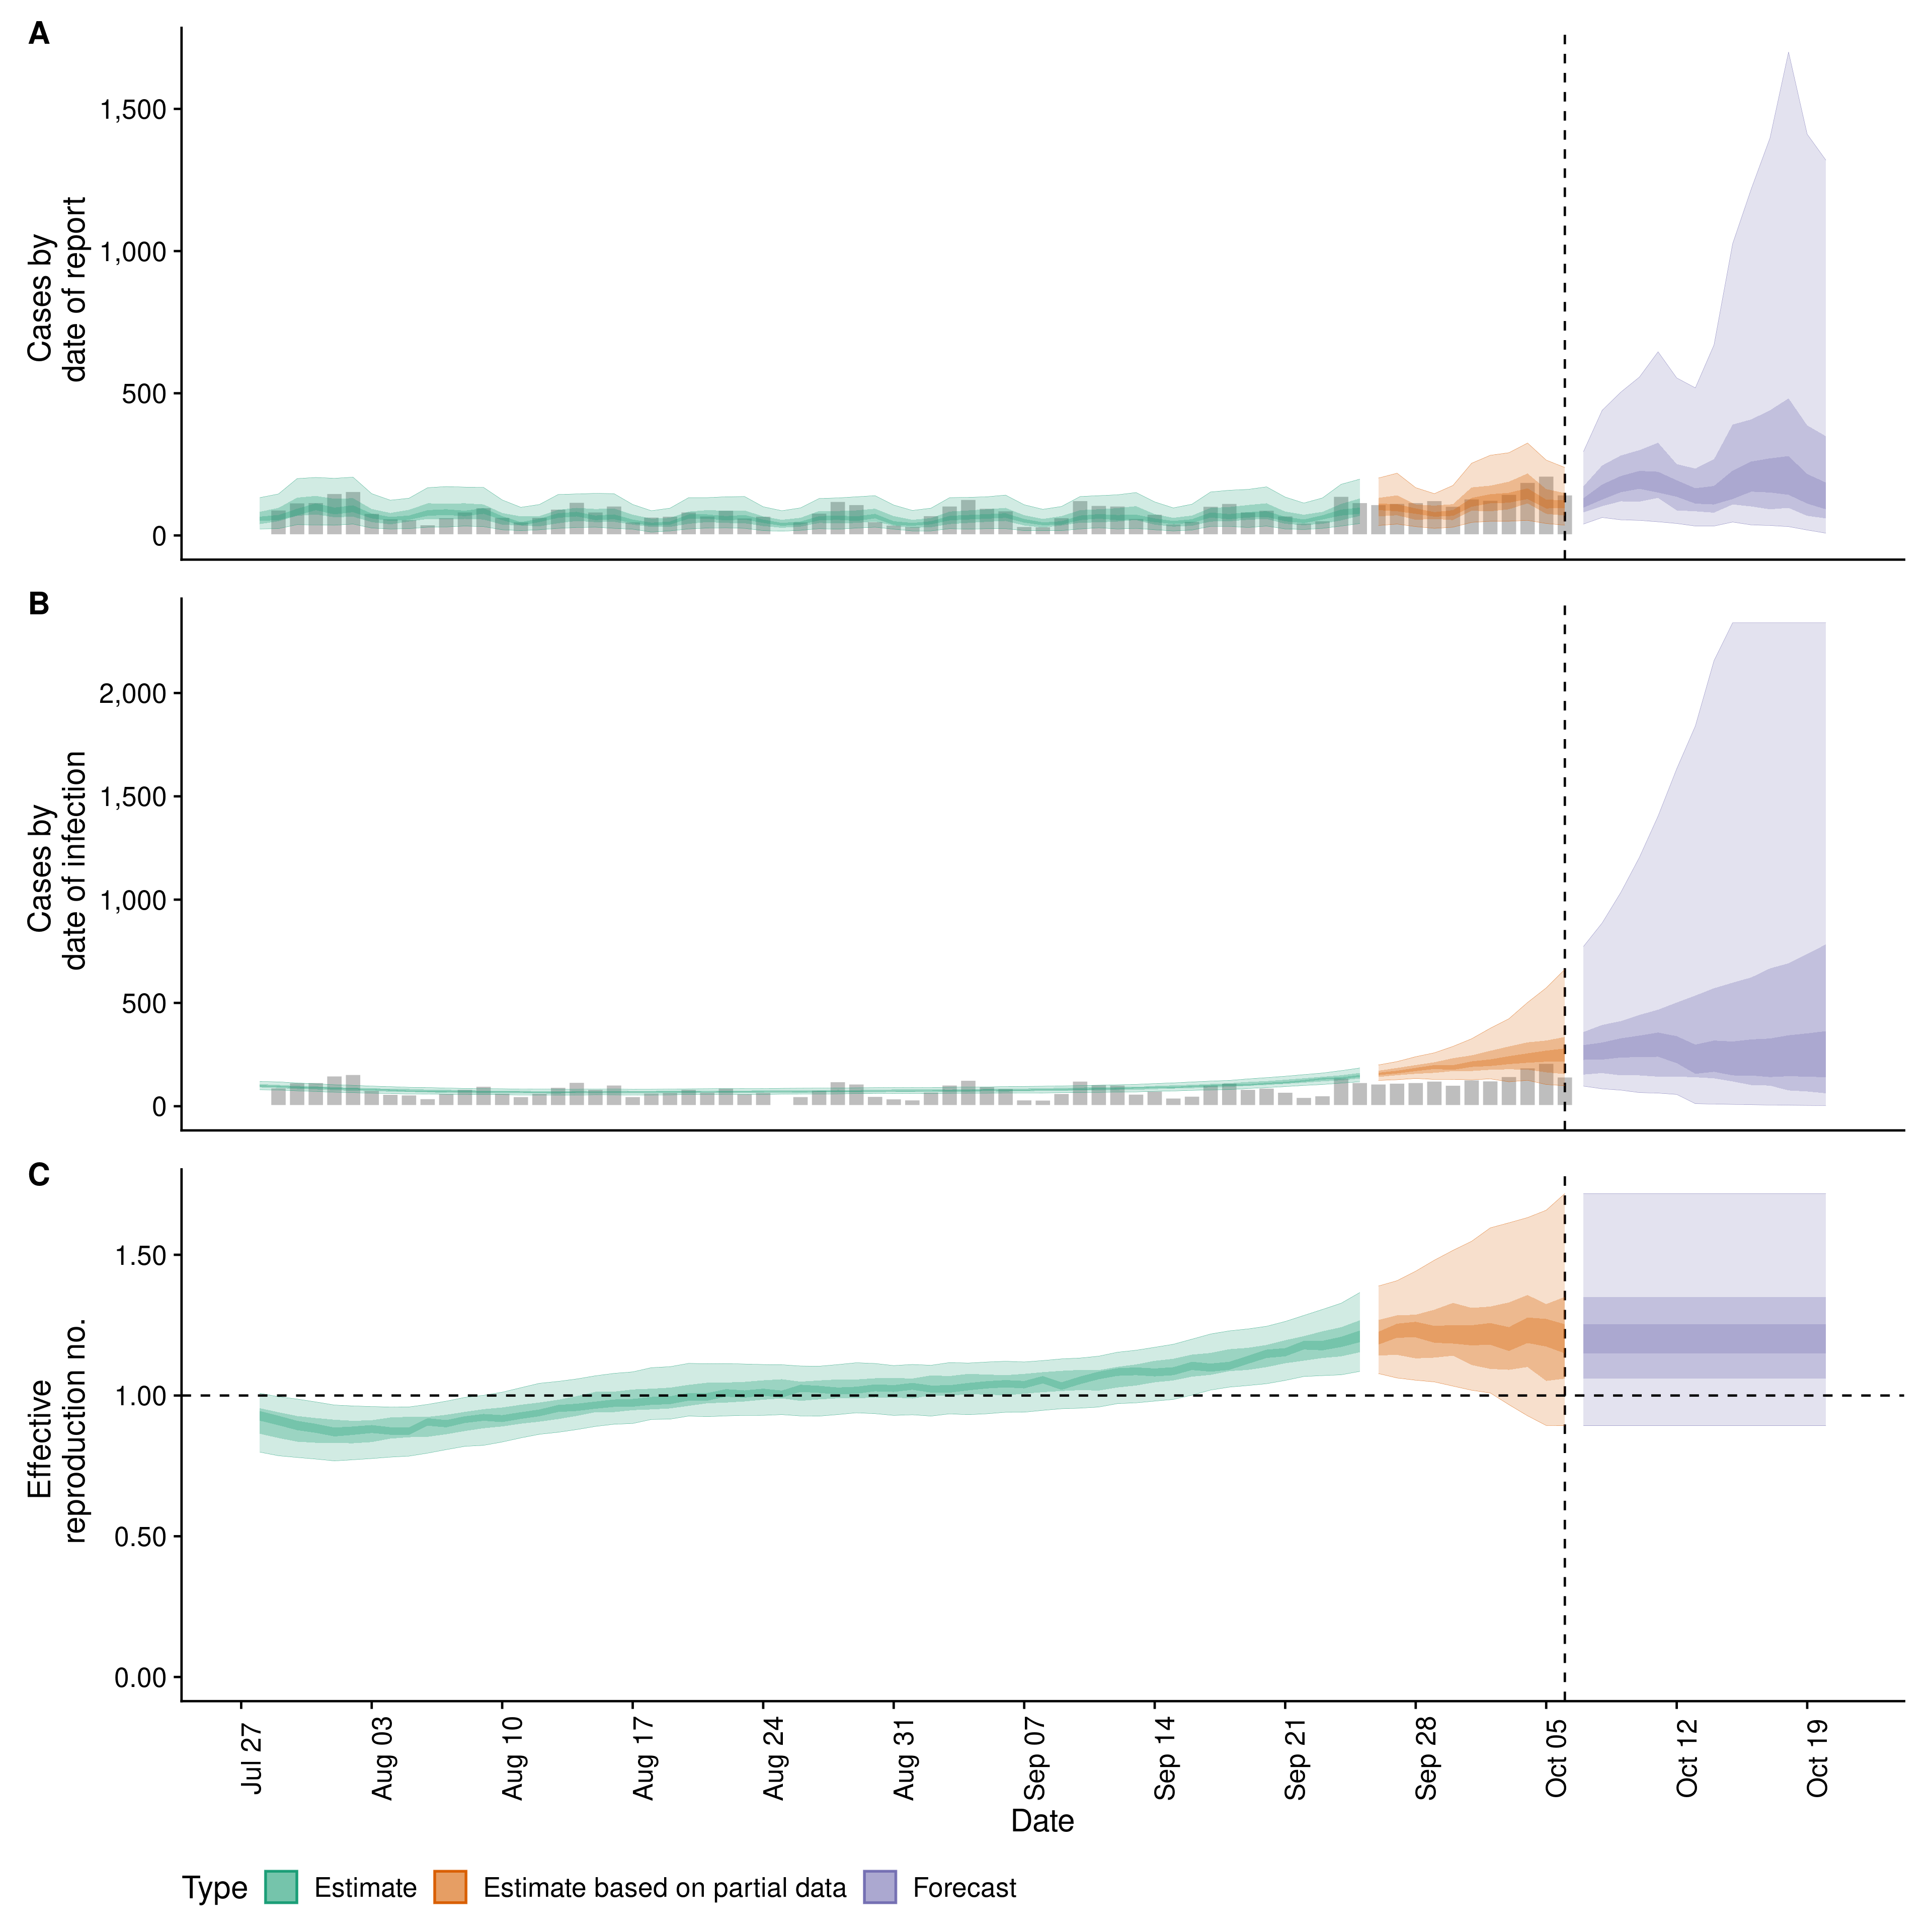 A
Cases by
date of report
1,500
1,000
500
0
B
Cases by
date of infection
2,000
1,500
1,000
500
0
C
Effective
reproduction no.
1.50
1.00
0.50
0.00
Jul 27
Aug 03
Aug 10
Aug 17
Aug 24
Aug 31
Sep 07
Sep 14
Sep 21
Sep 28
Oct 05
Oct 12
Oct 19
Date
Type Estimate Estimate based on partial data Forecast